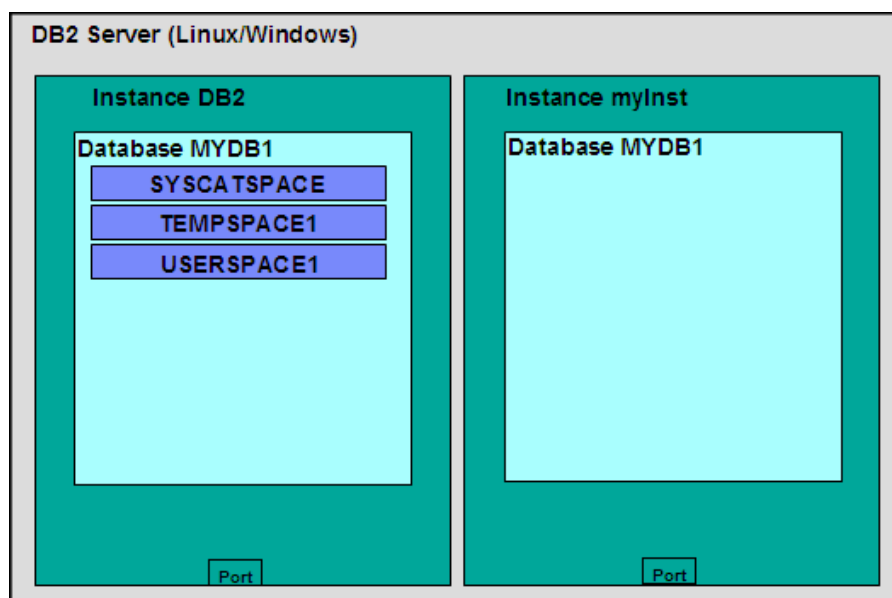 DB2 Server (Linux/Windows)
Instance DB2
Database MYDB1
SYSCATSPACE
TEMPSPACE1
USERSPACE1
Port
Instance myInst
Database MYDB1
Port